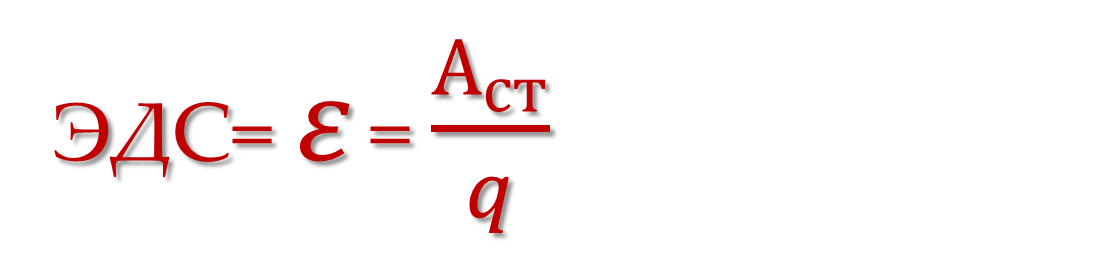 ЭДС= ε = Aст/q